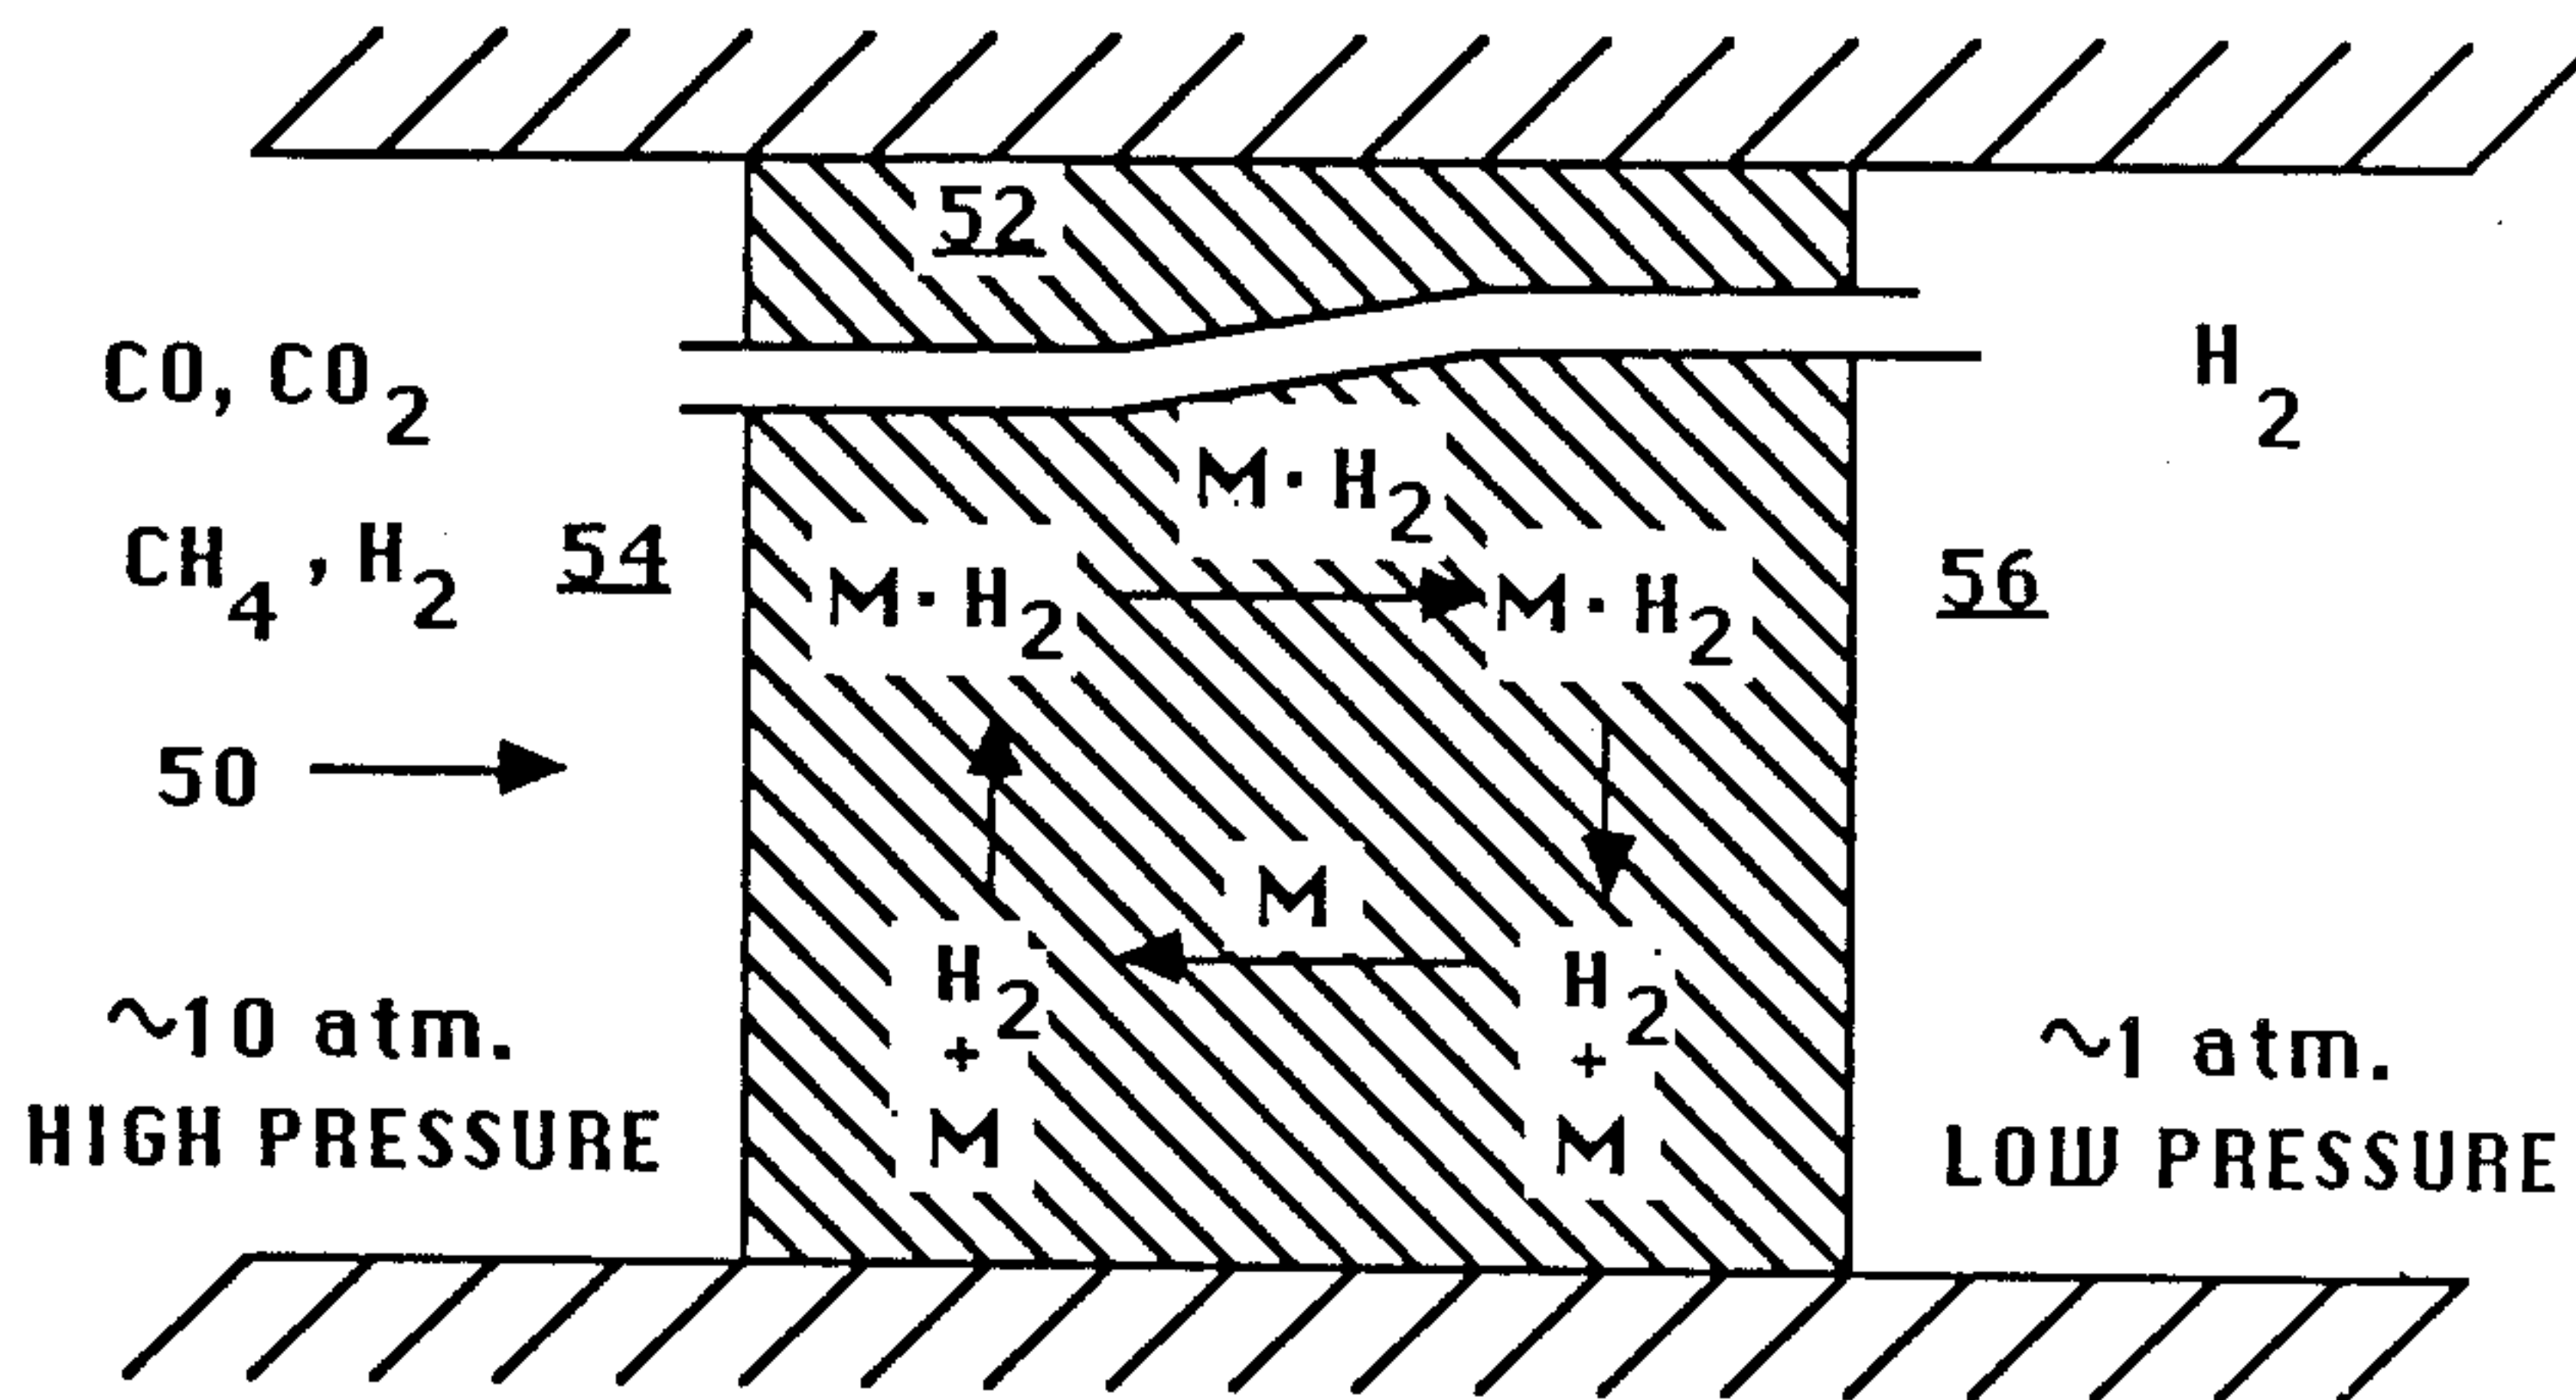 52
CO, CO2
H2
M·H2
CH4, H2 54
M·H2
M·H2
56
50
M
H2
+
M
H2
+
M
~10 atm.
HIGH PRESSURE
~1 atm.
LOW PRESSURE